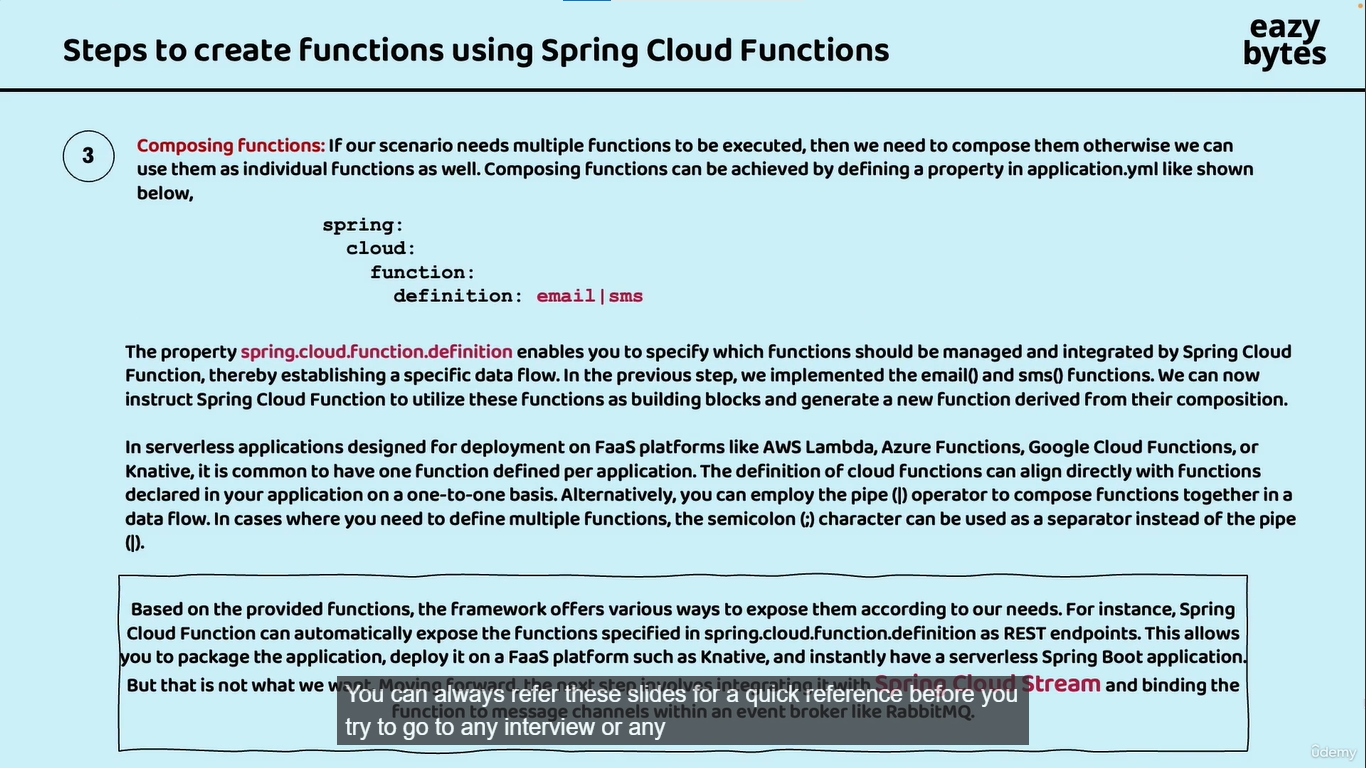 Steps to create functions using Spring Cloud Functions
eazy
bytes
3
Composing functions: If our scenario needs multiple functions to be executed, then we need to compose them otherwise we can
use them as individual functions as well. Composing functions can be achieved by defining a property in application.yml like shown
below,
spring:
cloud:
function:
definition: email|sms
The property spring.cloud.function.definition enables you to specify which functions should be managed and integrated by Spring Cloud
Function, thereby establishing a specific data flow. In the previous step, we implemented the email() and sms() functions. We can now
instruct Spring Cloud Function to utilize these functions as building blocks and generate a new function derived from their composition.
In serverless applications designed for deployment on FaaS platforms like AWS Lambda, Azure Functions, Google Cloud Functions, or
Knative, it is common to have one function defined per application. The definition of cloud functions can align directly with functions
declared in your application on a one-to-one basis. Alternatively, you can employ the pipe (|) operator to compose functions together in a
data flow. In cases where you need to define multiple functions, the semicolon (;) character can be used as a separator instead of the pipe
(|).
Based on the provided functions, the framework offers various ways to expose them according to our needs. For instance, Spring
Cloud Function can automatically expose the functions specified in spring.cloud.function.definition as REST endpoints. This allows
you to package the application, deploy it on a FaaS platform such as Knative, and instantly have a serverless Spring Boot application.
But that is not what we want. Moving forward, the next step involves integrating it with Spring Cloud Stream and binding the
function to message channels within an event broker like RabbitMQ.
You can always refer these slides for a quick reference before you
try to go to any interview or any
ûdemy